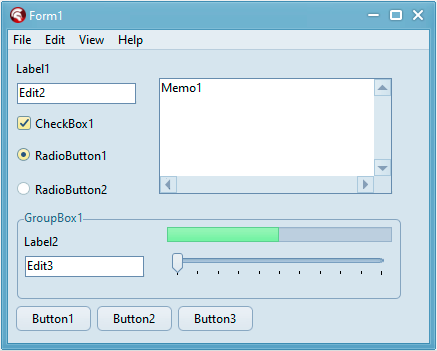 Form1
File Edit View Help
Label1
Edit2
Memo1
CheckBox1
RadioButton1
RadioButton2
GroupBox1
Label2
Edit3
Button1 Button2 Button3